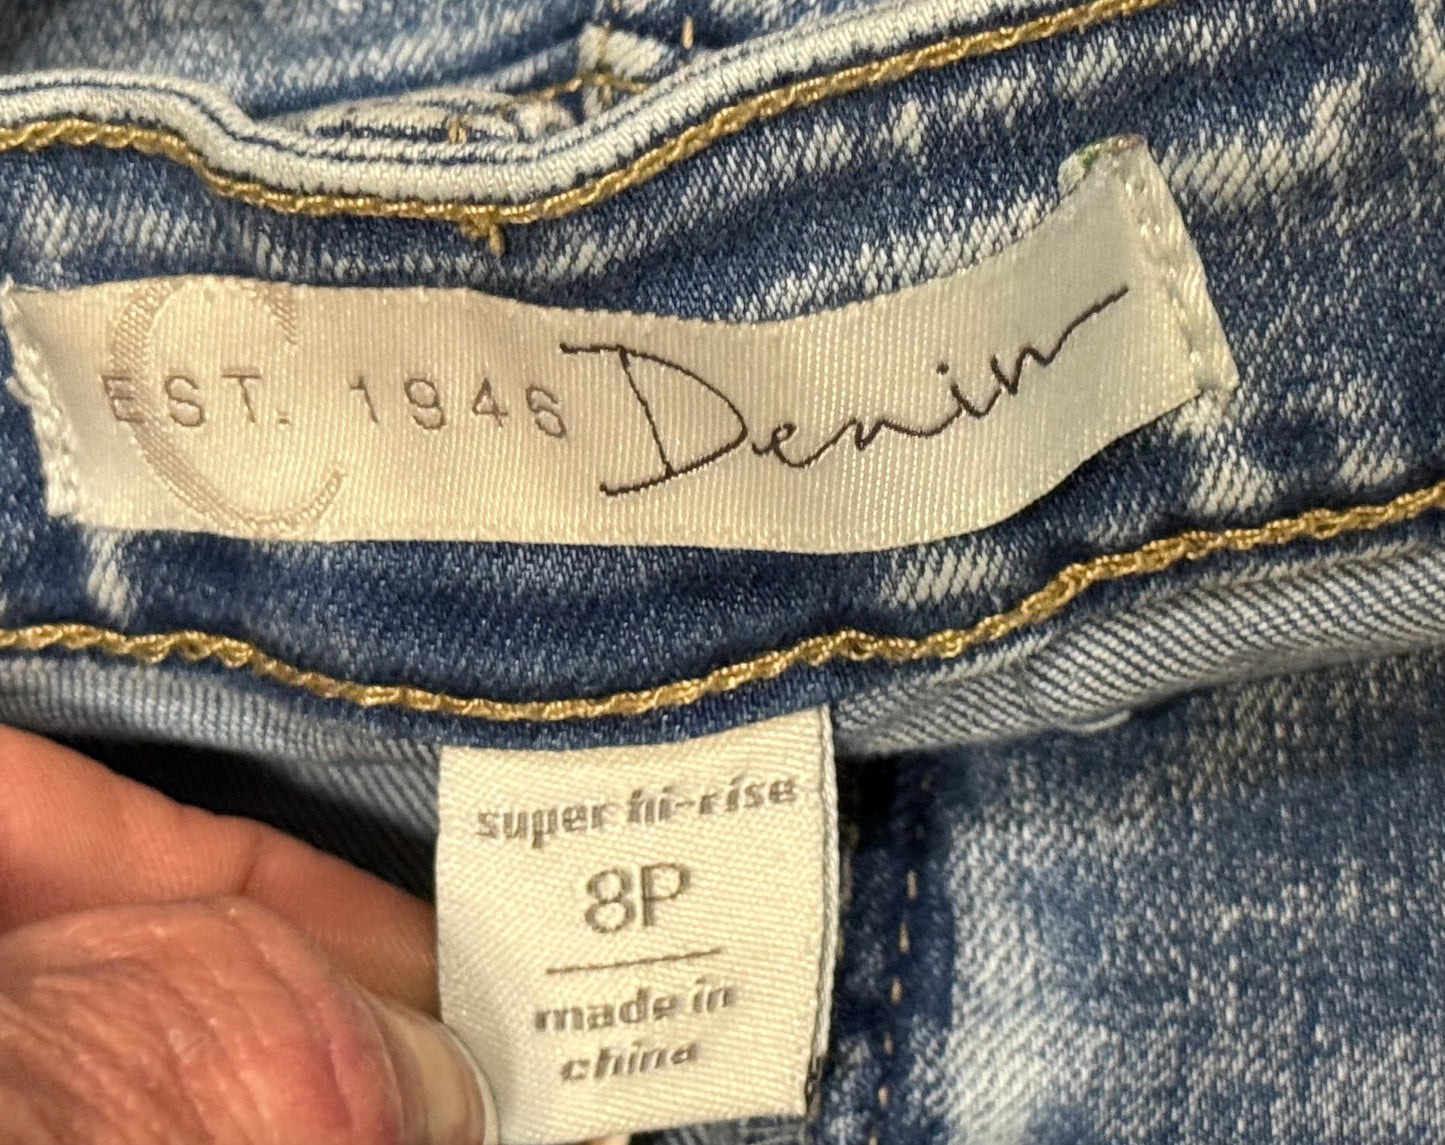 C
EST. 1946 Denim
super hi-rise
8P
made in
china